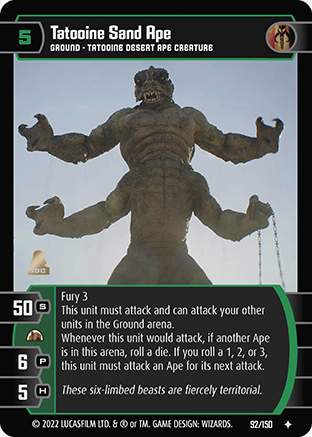 5
Tatooine Sand Ape
GROUND - TATOOINE DESERT APE CREATURE
50 S
6 P
5 H
Fury 3
This unit must attack and can attack your other
units in the Ground arena.
Whenever this unit would attack, if another Ape
is in this arena, roll a die. If you roll a 1, 2, or 3,
this unit must attack an Ape for its next attack.
These six-limbed beasts are fiercely territorial.
© 2022 LUCASFILM LTD. & ® or TM. GAME DESIGN: WIZARDS. 92/150